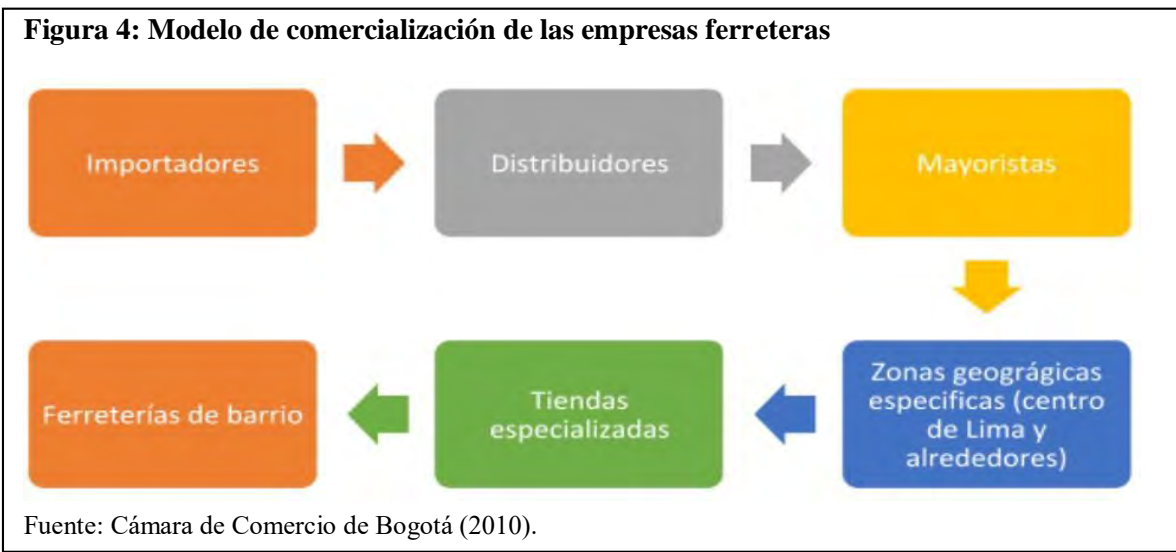 Figura 4: Modelo de comercialización de las empresas ferreteras
Importadores
Distribuidores
Mayoristas
Zonas geográgicas
especificas (centro
de Lima y
alrededores)
Tiendas
especializadas
Ferreterías de barrio
Fuente: Cámara de Comercio de Bogotá (2010).